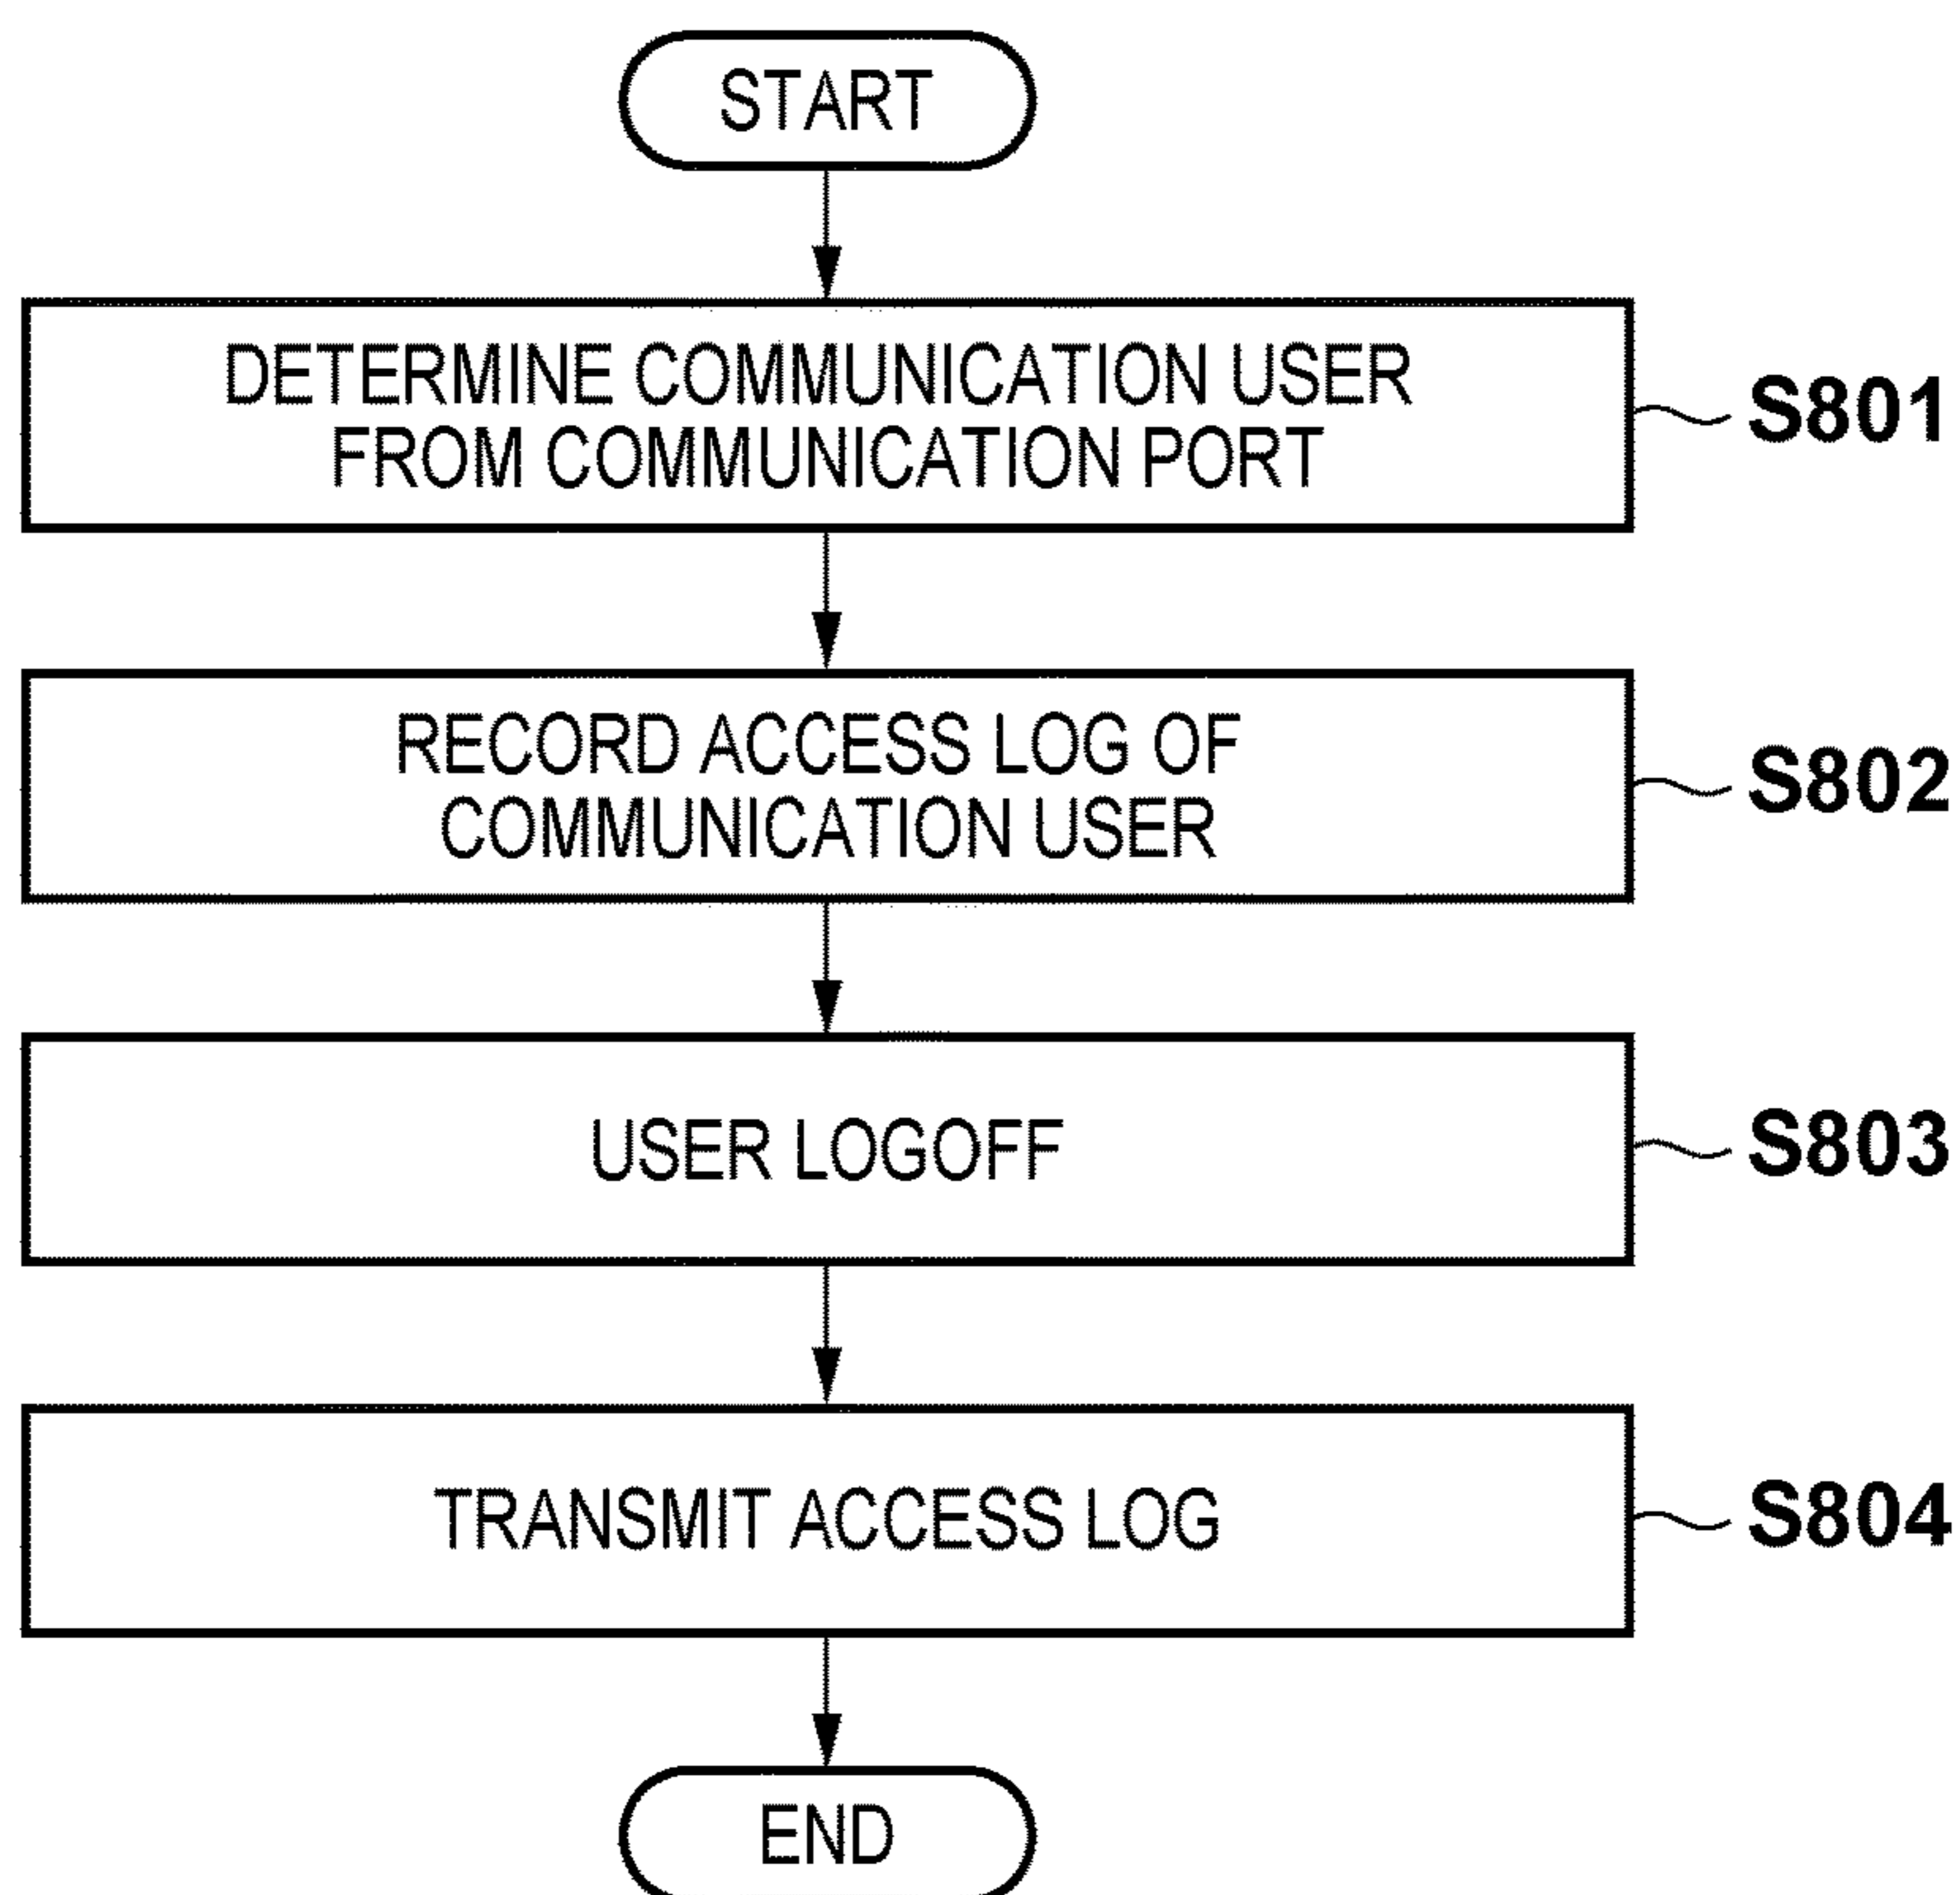 START
DETERMINE COMMUNICATION USER
FROM COMMUNICATION PORT
S801
RECORD ACCESS LOG OF
COMMUNICATION USER
S802
USER LOGOFF
S803
TRANSMIT ACCESS LOG
S804
END